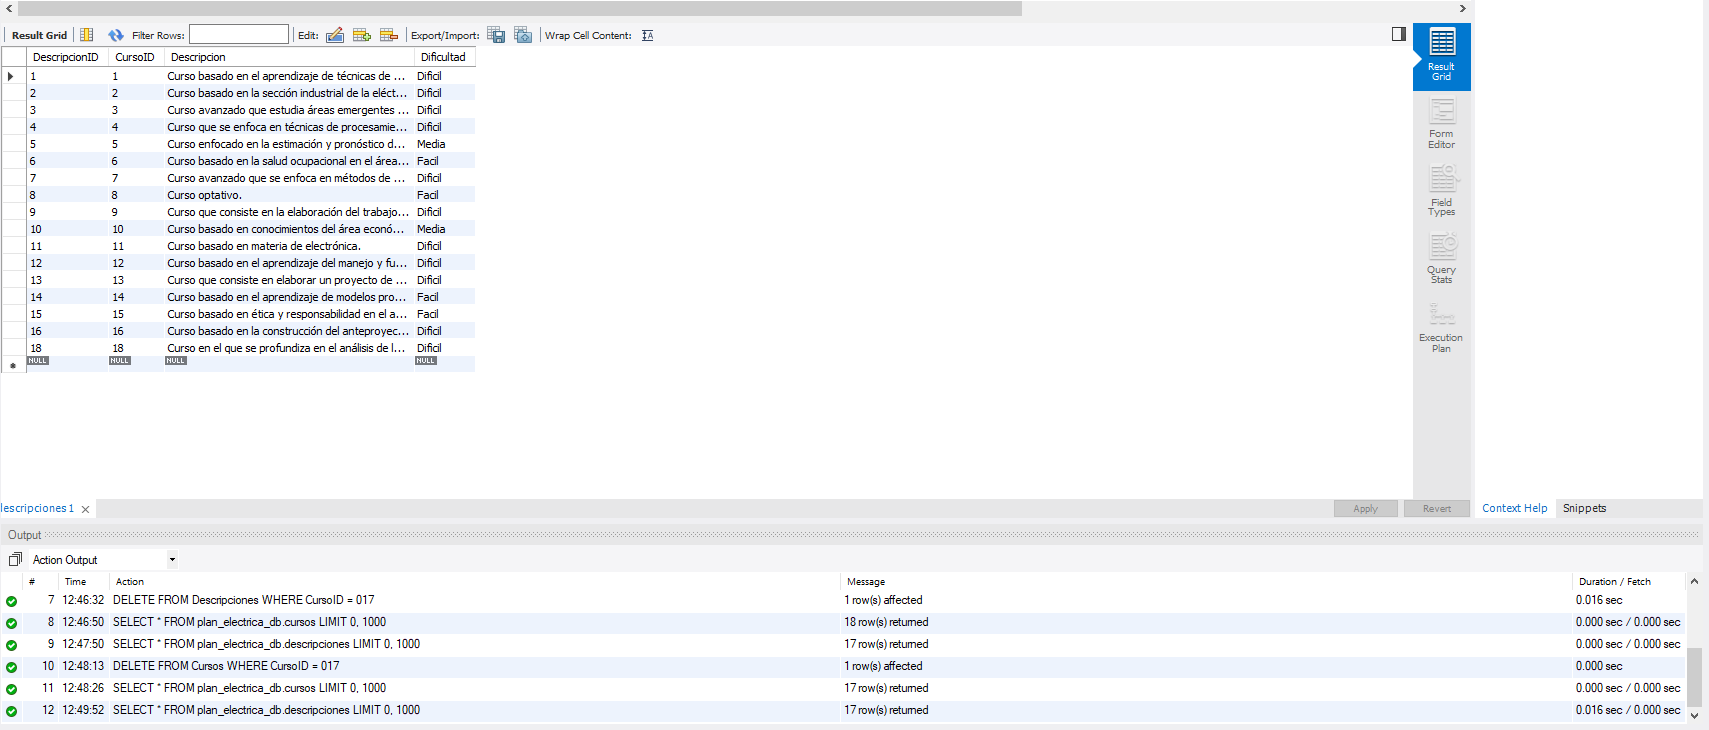 Result Grid Filter Rows: Edit: Export/Import: Wrap Cell Content: IA
DescripcionID CursoID Descripcion Dificultad
1 1 Curso basado en el aprendizaje de técnicas de ... Dificil
2 2 Curso basado en la sección industrial de la eléct... Dificil
3 3 Curso avanzado que estudia áreas emergentes ... Dificil
4 4 Curso que se enfoca en técnicas de procesamie... Dificil
5 5 Curso enfocado en la estimación y pronóstico d... Media
6 6 Curso basado en la salud ocupacional en el área... Facil
7 7 Curso avanzado que se enfoca en métodos de ... Dificil
8 8 Curso optativo. Facil
9 9 Curso que consiste en la elaboración del trabajo... Dificil
10 10 Curso basado en conocimientos del área econó... Media
11 11 Curso basado en materia de electrónica. Dificil
12 12 Curso basado en el aprendizaje del manejo y fu... Dificil
13 13 Curso que consiste en elaborar un proyecto de ... Dificil
14 14 Curso basado en el aprendizaje de modelos pro... Facil
15 15 Curso basado en ética y responsabilidad en el a... Facil
16 16 Curso basado en la construcción del anteproyec... Dificil
18 18 Curso en el que se profundiza en el análisis de l... Dificil
NULL NULL NULL NULL
Result
Grid
Form
Editor
Field
Types
Query
Stats
Execution
Plan
descripciones 1 Apply Revert Context Help Snippets
Output
Action Output
# Time Action Message Duration / Fetch
7 12:46:32 DELETE FROM Descripciones WHERE CursoID = 017 1 row(s) affected 0.016 sec
8 12:46:50 SELECT * FROM plan_electrica_db.cursos LIMIT 0, 1000 18 row(s) returned 0.000 sec / 0.000 sec
9 12:47:50 SELECT * FROM plan_electrica_db.descripciones LIMIT 0, 1000 17 row(s) returned 0.000 sec / 0.000 sec
10 12:48:13 DELETE FROM Cursos WHERE CursoID = 017 1 row(s) affected 0.000 sec
11 12:48:26 SELECT * FROM plan_electrica_db.cursos LIMIT 0, 1000 17 row(s) returned 0.000 sec / 0.000 sec
12 12:49:52 SELECT * FROM plan_electrica_db.descripciones LIMIT 0, 1000 17 row(s) returned 0.016 sec / 0.000 sec